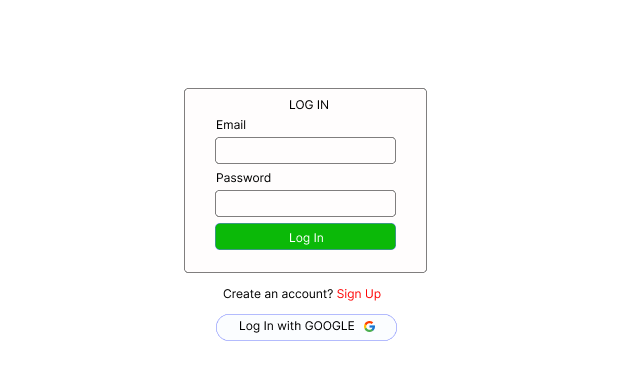 LOG IN
Email
Password
Log In
Create an account? Sign Up
Log In with GOOGLE